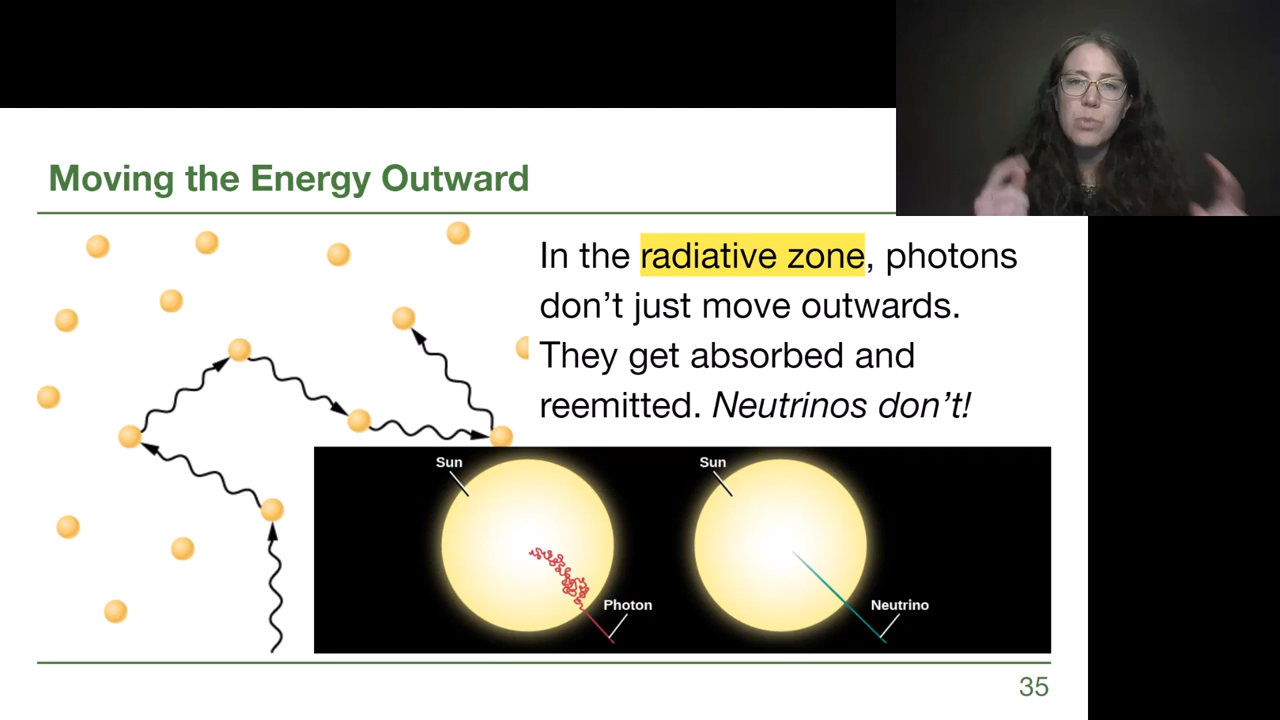 Moving the Energy Outward
In the radiative zone, photons
don’t just move outwards.
They get absorbed and
reemitted. Neutrinos don’t!
Sun
Photon
Sun
Neutrino
35